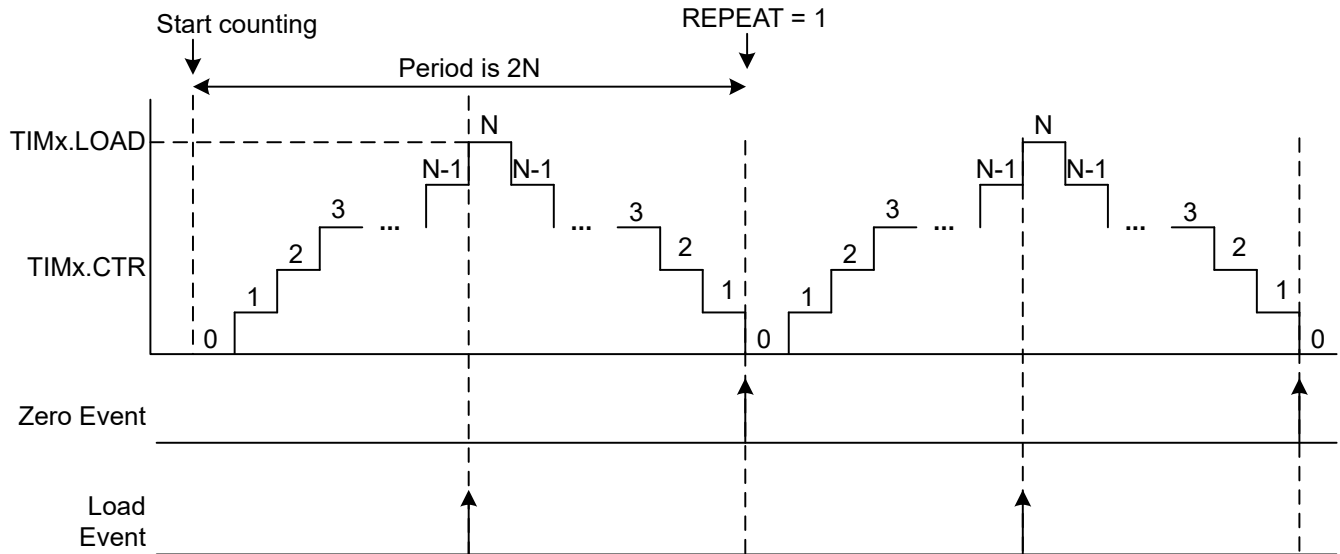 Start counting
REPEAT = 1
Period is 2N
TIMx.LOAD
N
N
N-1
N-1
N-1
N-1
3
...
...
3
3
...
...
3
TIMx.CTR
2
2
2
2
1
1
1
1
0
0
0
Zero Event
Load
Event